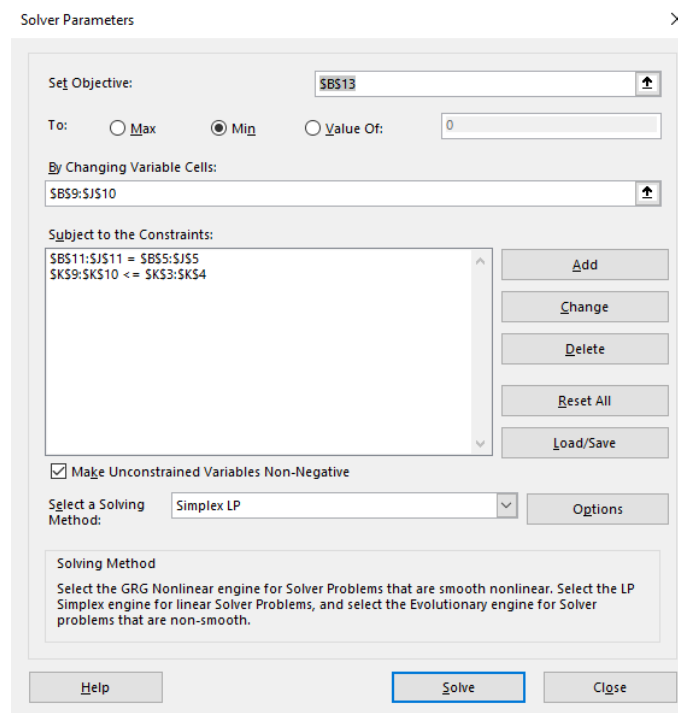 Solver Parameters
Set Objective: $B$13
To: Max Min Value Of: 0
By Changing Variable Cells:
$B$9:$J$10
Subject to the Constraints:
$B$11:$J$11 = $B$5:$J$5
$K$9:$K$10 <= $K$3:$K$4
Add
Change
Delete
Reset All
Load/Save
Make Unconstrained Variables Non-Negative
Select a Solving Method: Simplex LP Options
Solving Method
Select the GRG Nonlinear engine for Solver Problems that are smooth nonlinear. Select the LP
Simplex engine for linear Solver Problems, and select the Evolutionary engine for Solver
problems that are non-smooth.
Help Solve Close